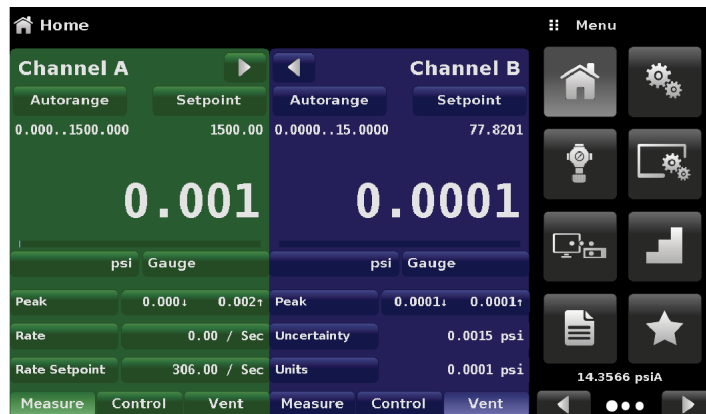 Home
Menu
Channel A
Autorange Setpoint
0.000..1500.000 1500.00
0.001
psi Gauge
Peak 0.000↓ 0.002↑
Rate 0.00 / Sec
Rate Setpoint 306.00 / Sec
Measure Control Vent
Channel B
Autorange Setpoint
0.0000..15.0000 77.8201
0.0001
psi Gauge
Peak 0.0001↓ 0.0001↑
Uncertainty 0.0015 psi
Units 0.0001 psi
Measure Control Vent
14.3566 psiA